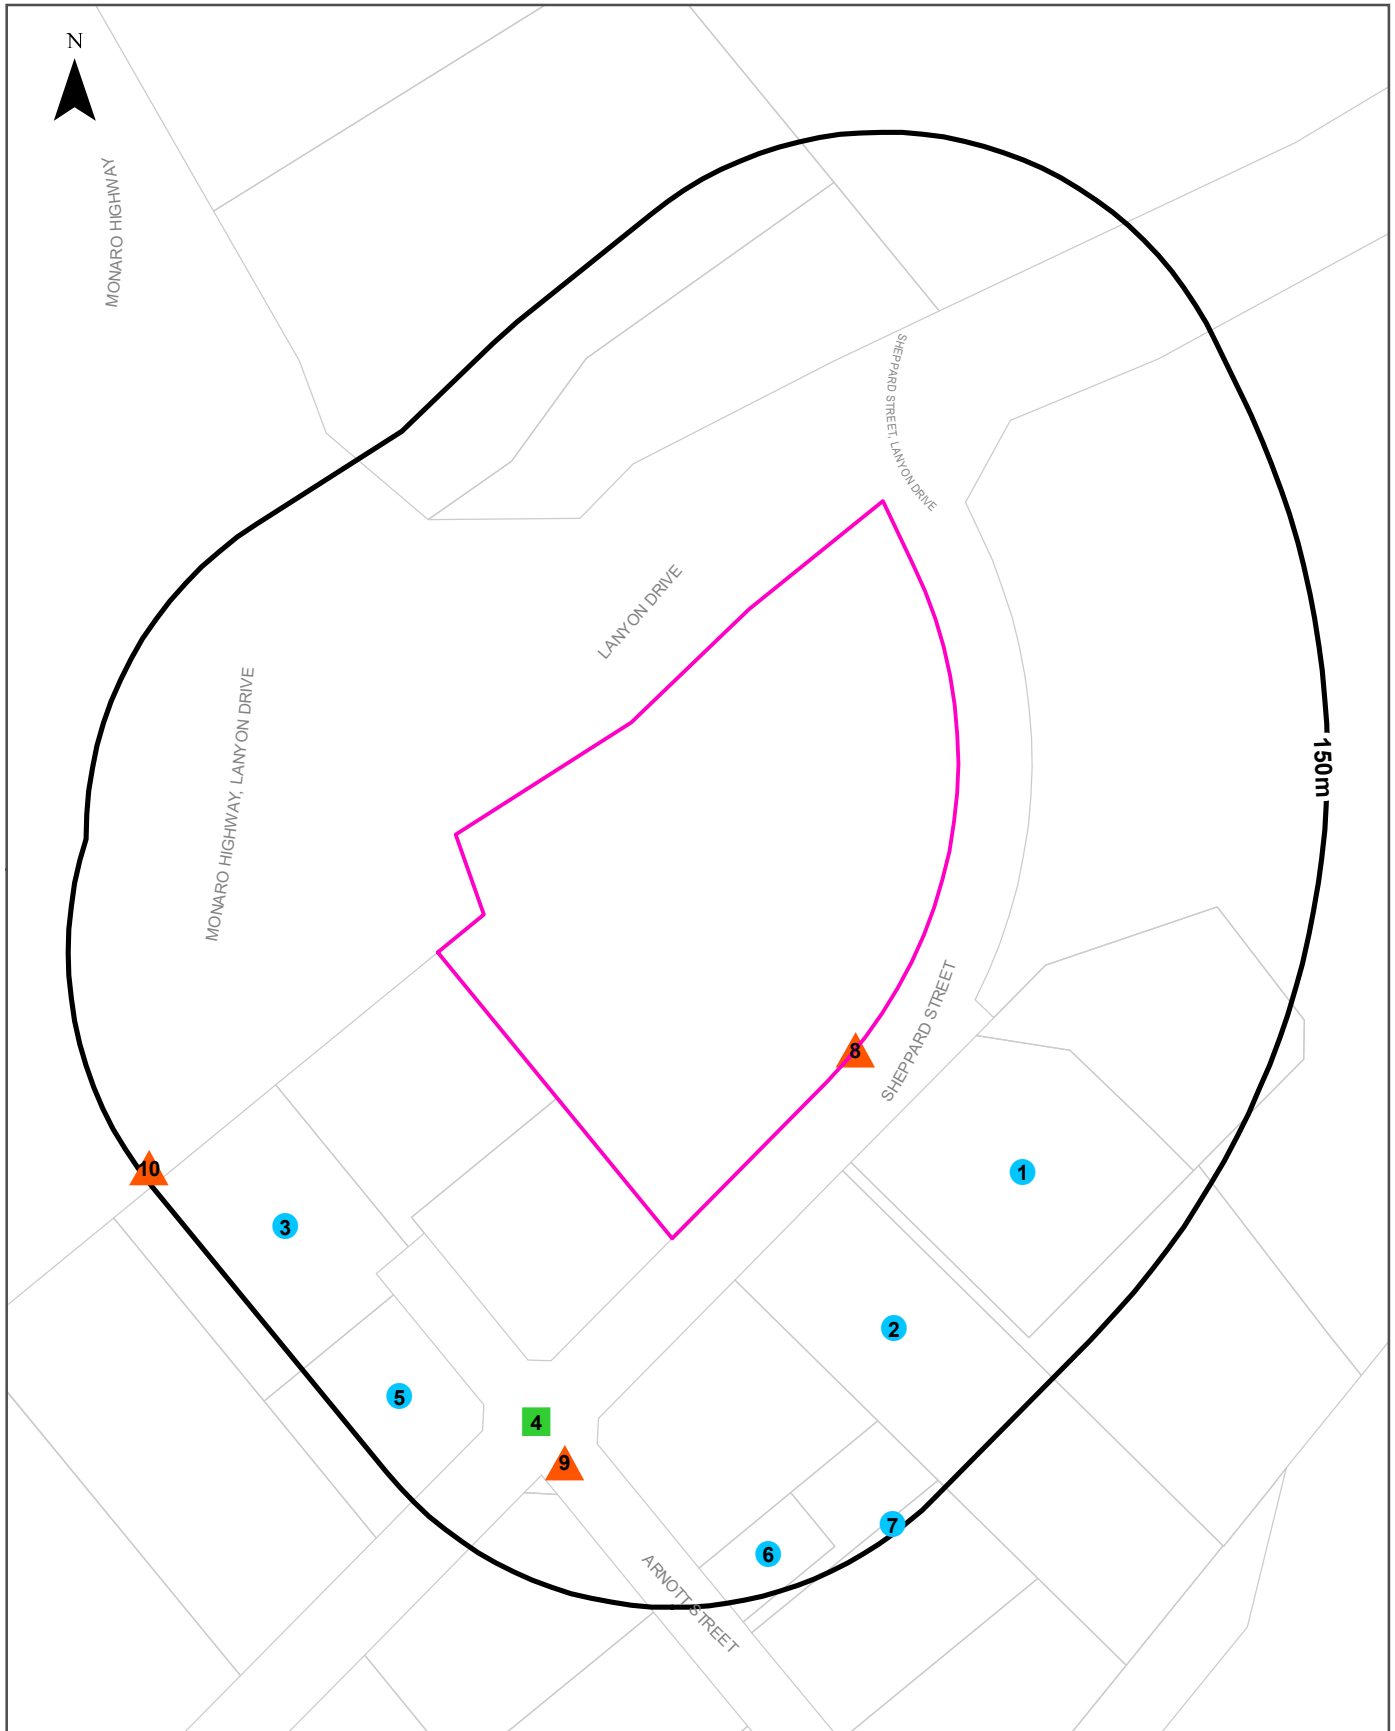 N
MONARO HIGHWAY
SHEPPARD STREET, LANYON DRIVE
LANYON DRIVE
MONARO HIGHWAY, LANYON DRIVE
150m
SHEPPARD STREET
8
10
1
3
2
5
4
9
7
6
ARNOTT STREET